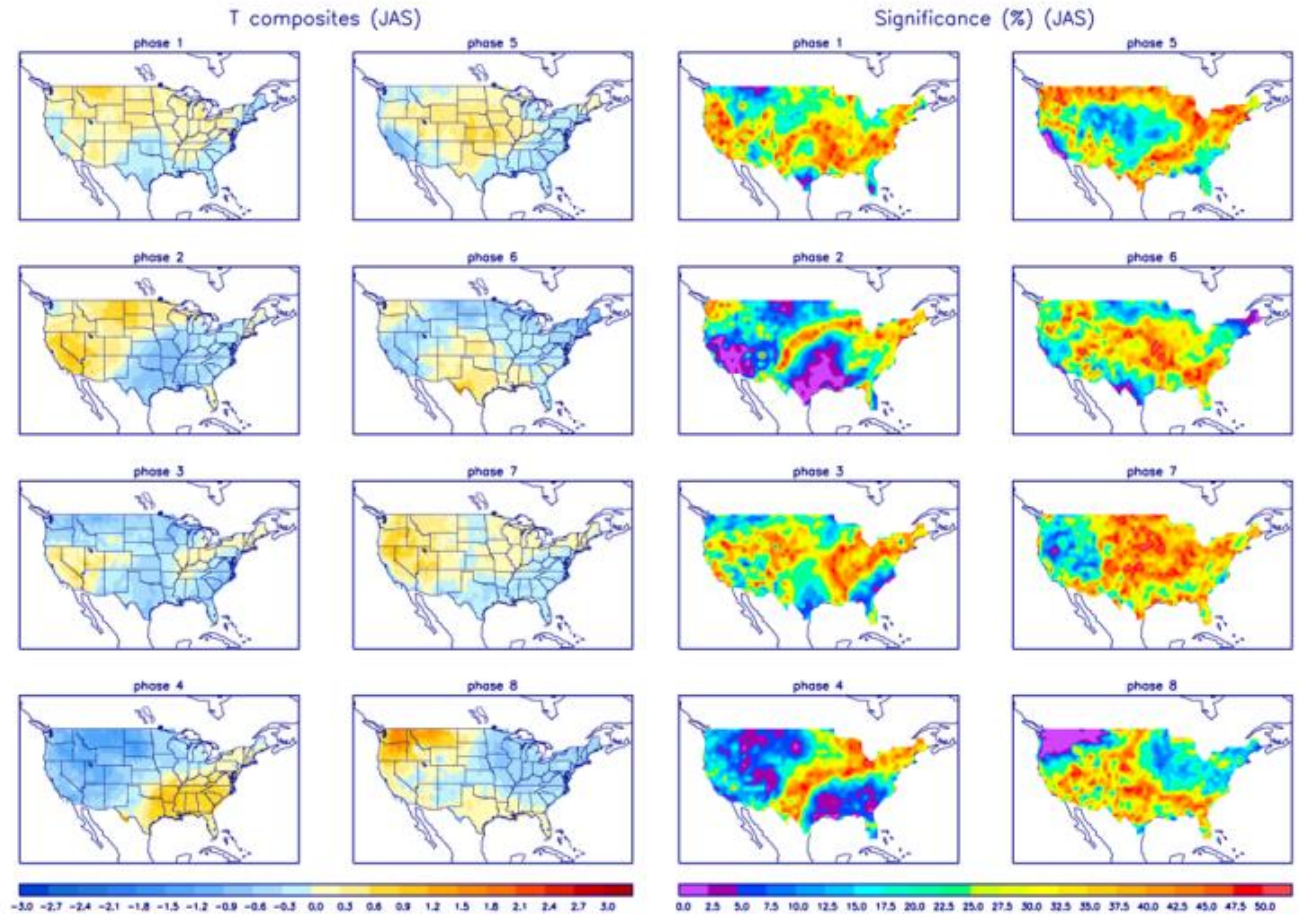 T composites (JAS) Significance (%) (JAS)
phase 1 phase 5 phase 1 phase 5
phase 2 phase 6 phase 2 phase 6
phase 3 phase 7 phase 3 phase 7
phase 4 phase 8 phase 4 phase 8
-3.0 -2.7 -2.4 -2.1 -1.8 -1.5 -1.2 -0.9 -0.6 -0.3 0.0 0.3 0.6 0.9 1.2 1.5 1.8 2.1 2.4 2.7 3.0 0.0 2.5 5.0 7.5 10.0 12.5 15.0 17.5 20.0 22.5 25.0 27.5 30.0 32.5 35.0 37.5 40.0 42.5 45.0 47.5 50.0